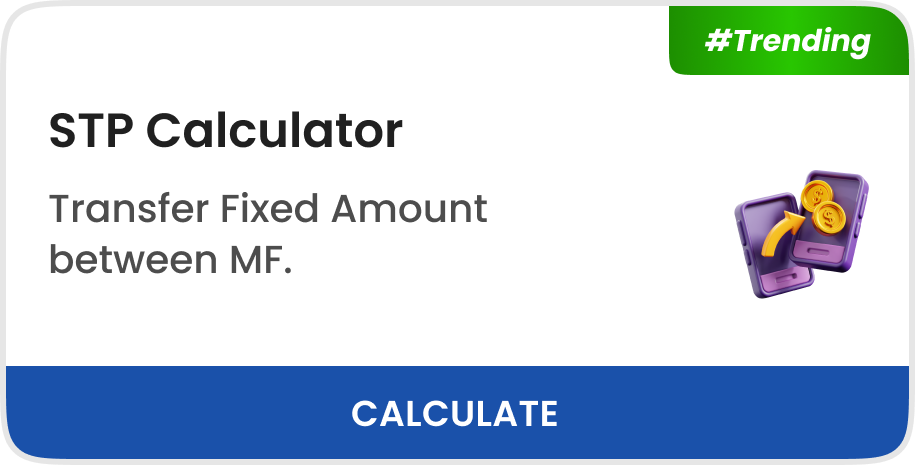 #Trending
STP Calculator
Transfer Fixed Amount
between MF.
CALCULATE